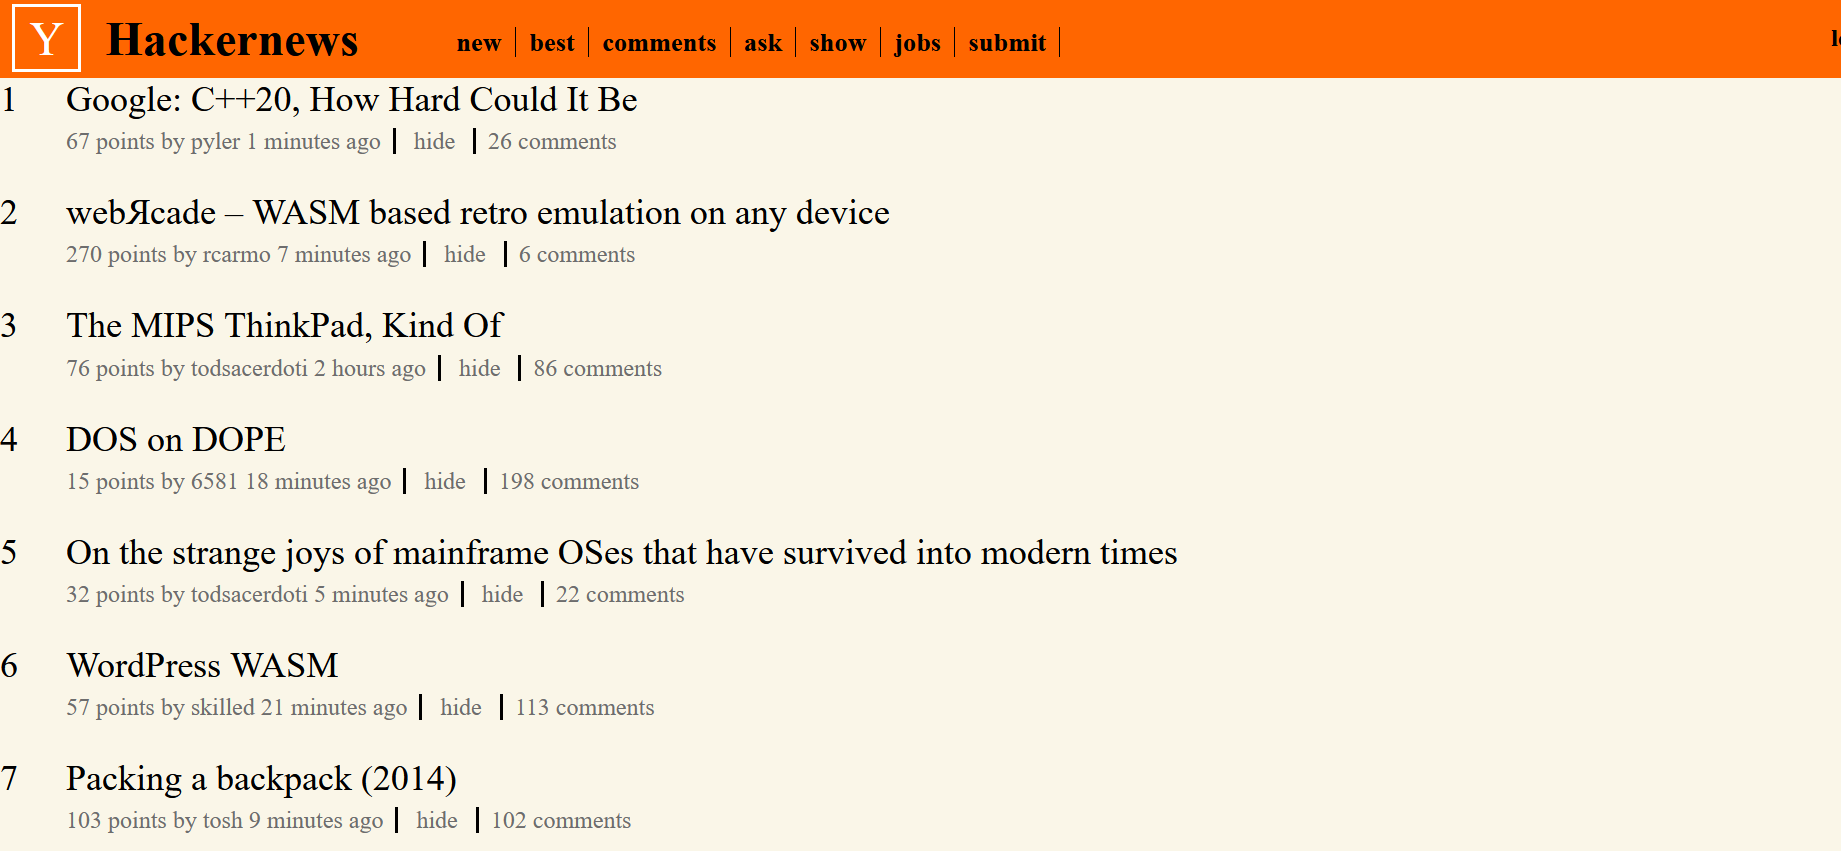 Y Hackernews new best comments ask show jobs submit
1 Google: C++20, How Hard Could It Be
67 points by pyler 1 minutes ago | hide | 26 comments
2 webЯcade – WASM based retro emulation on any device
270 points by rcarmo 7 minutes ago | hide | 6 comments
3 The MIPS ThinkPad, Kind Of
76 points by todsacerdoti 2 hours ago | hide | 86 comments
4 DOS on DOPE
15 points by 6581 18 minutes ago | hide | 198 comments
5 On the strange joys of mainframe OSes that have survived into modern times
32 points by todsacerdoti 5 minutes ago | hide | 22 comments
6 WordPress WASM
57 points by skilled 21 minutes ago | hide | 113 comments
7 Packing a backpack (2014)
103 points by tosh 9 minutes ago | hide | 102 comments